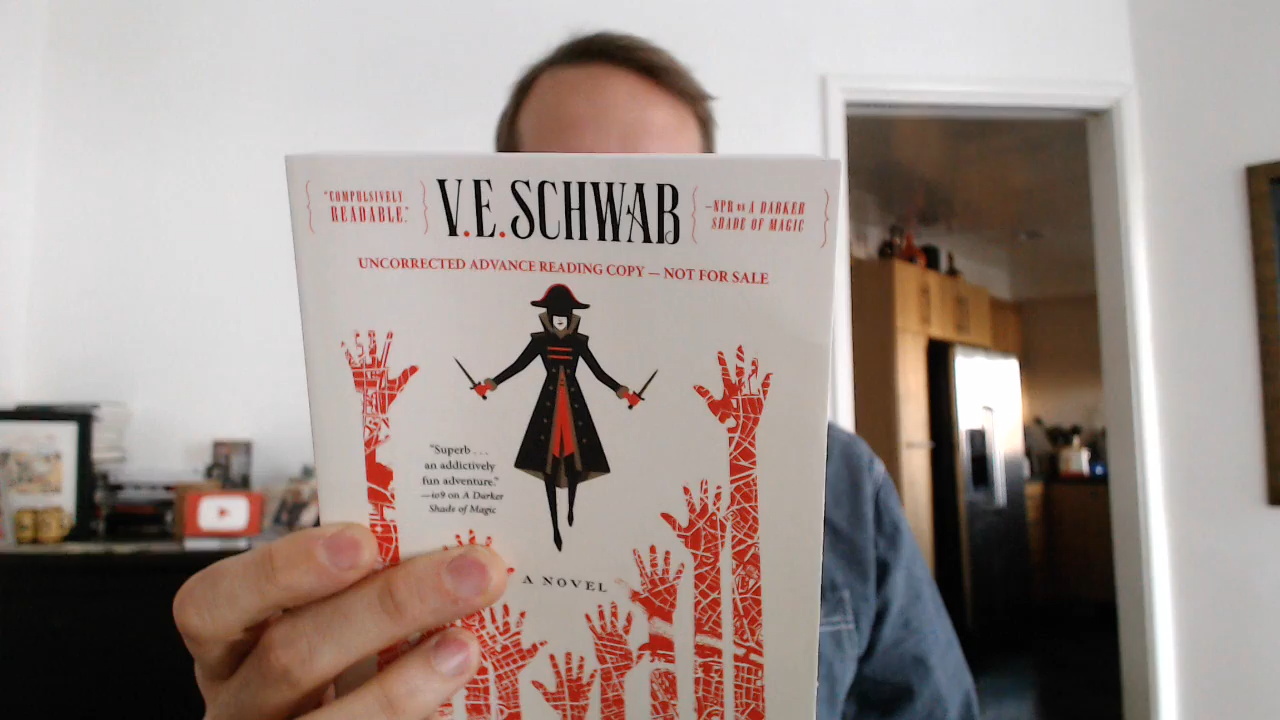 "COMPULSIVELY
READABLE."
V.E. SCHWAB
—NPR on A DARKER
SHADE OF MAGIC
UNCORRECTED ADVANCE READING COPY — NOT FOR SALE
"Superb . . .
an addictively
fun adventure."
—io9 on A Darker
Shade of Magic
A NOVEL